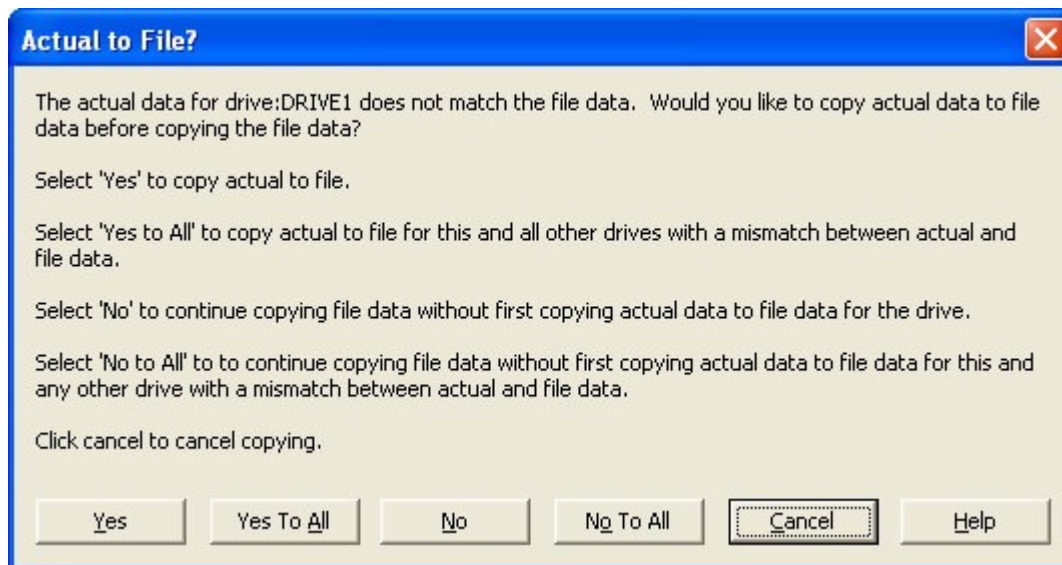 Actual to File?
The actual data for drive:DRIVE1 does not match the file data.  Would you like to copy actual data to file
data before copying the file data?
Select 'Yes' to copy actual to file.
Select 'Yes to All' to copy actual to file for this and all other drives with a mismatch between actual and
file data.
Select 'No' to continue copying file data without first copying actual data to file data for the drive.
Select 'No to All' to to continue copying file data without first copying actual data to file data for this and
any other drive with a mismatch between actual and file data.
Click cancel to cancel copying.
Yes Yes To All No No To All Cancel Help